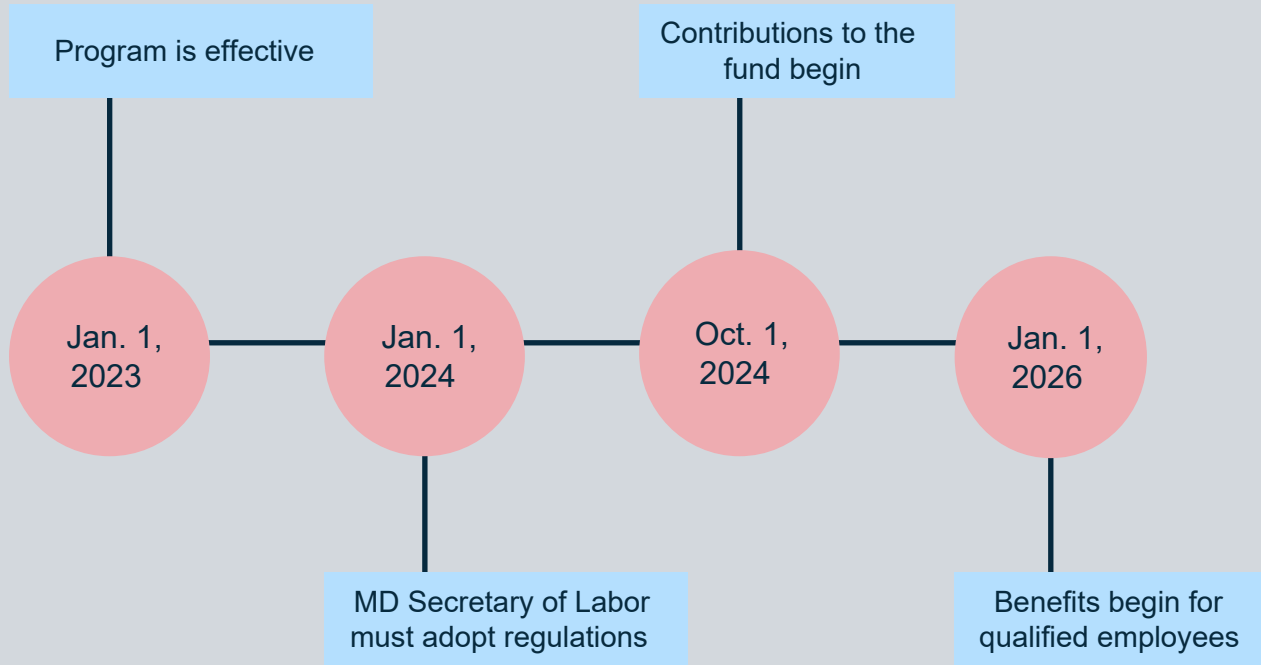 Program is effective
Contributions to the
fund begin
Jan. 1,
2023
Jan. 1,
2024
Oct. 1,
2024
Jan. 1,
2026
MD Secretary of Labor
must adopt regulations
Benefits begin for
qualified employees